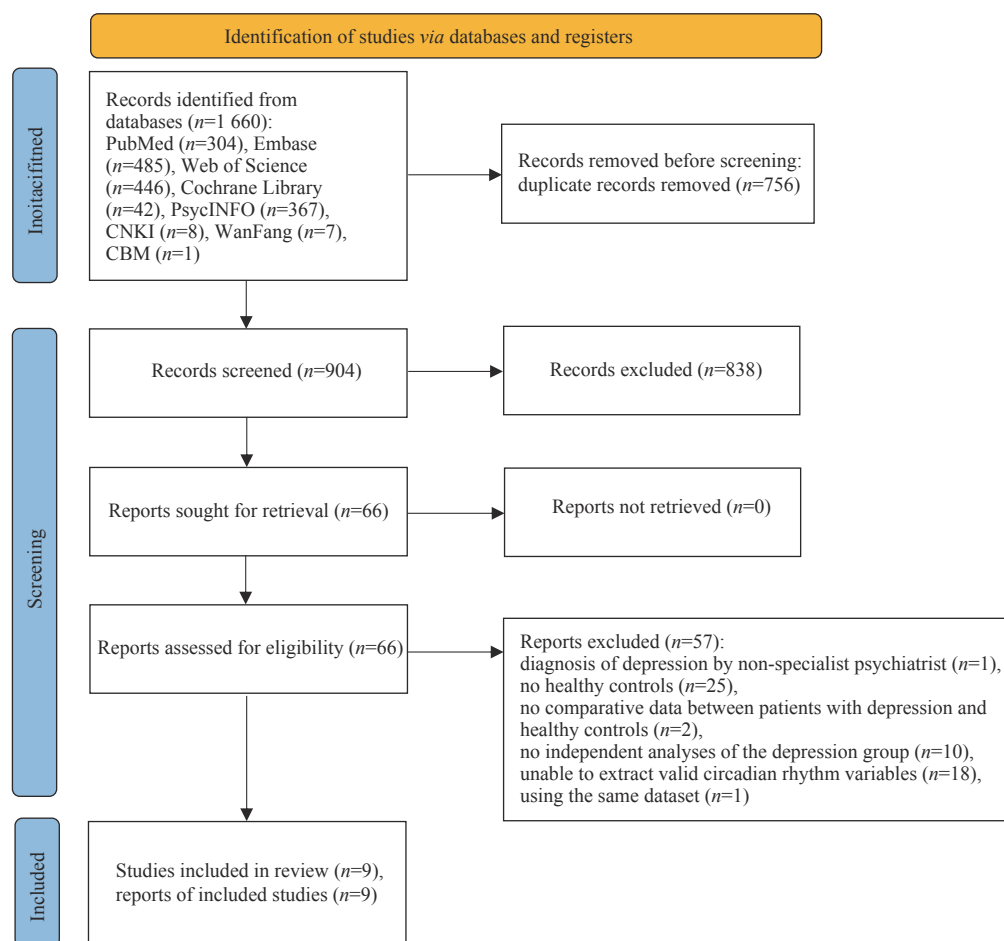 Identification of studies via databases and registers
Inoitacifitned
Records identified from
databases (n=1 660):
PubMed (n=304), Embase
(n=485), Web of Science
(n=446), Cochrane Library
(n=42), PsycINFO (n=367),
CNKI (n=8), WanFang (n=7),
CBM (n=1)
Records removed before screening:
duplicate records removed (n=756)
Screening
Records screened (n=904)
Records excluded (n=838)
Reports sought for retrieval (n=66)
Reports not retrieved (n=0)
Reports assessed for eligibility (n=66)
Reports excluded (n=57):
diagnosis of depression by non-specialist psychiatrist (n=1),
no healthy controls (n=25),
no comparative data between patients with depression and
healthy controls (n=2),
no independent analyses of the depression group (n=10),
unable to extract valid circadian rhythm variables (n=18),
using the same dataset (n=1)
Included
Studies included in review (n=9),
reports of included studies (n=9)